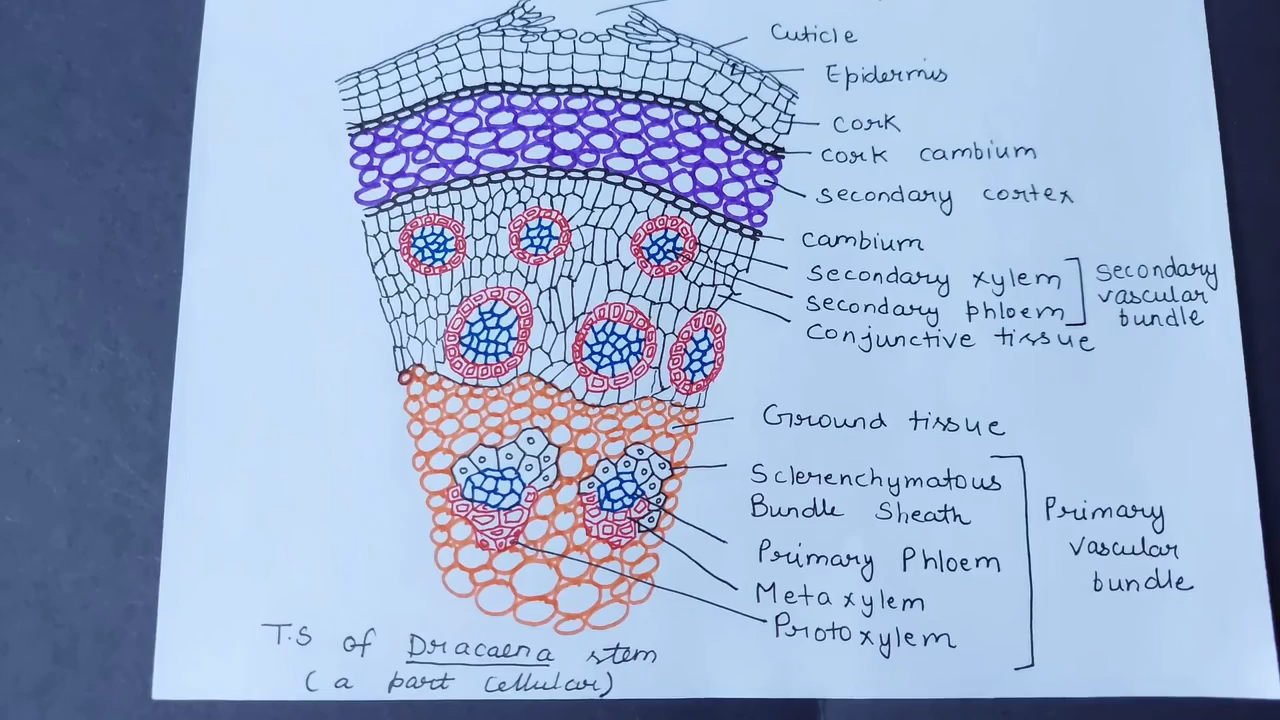 Cuticle
Epidermis
Cork
Cork cambium
Secondary cortex
Cambium
Secondary xylem
Secondary phloem
Secondary
vascular
bundle
Conjunctive tissue
Ground tissue
Sclerenchymatous
Bundle Sheath
Primary Phloem
Metaxylem
Protoxylem
Primary
vascular
bundle
T.S of Dracaena stem
(a part cellular)